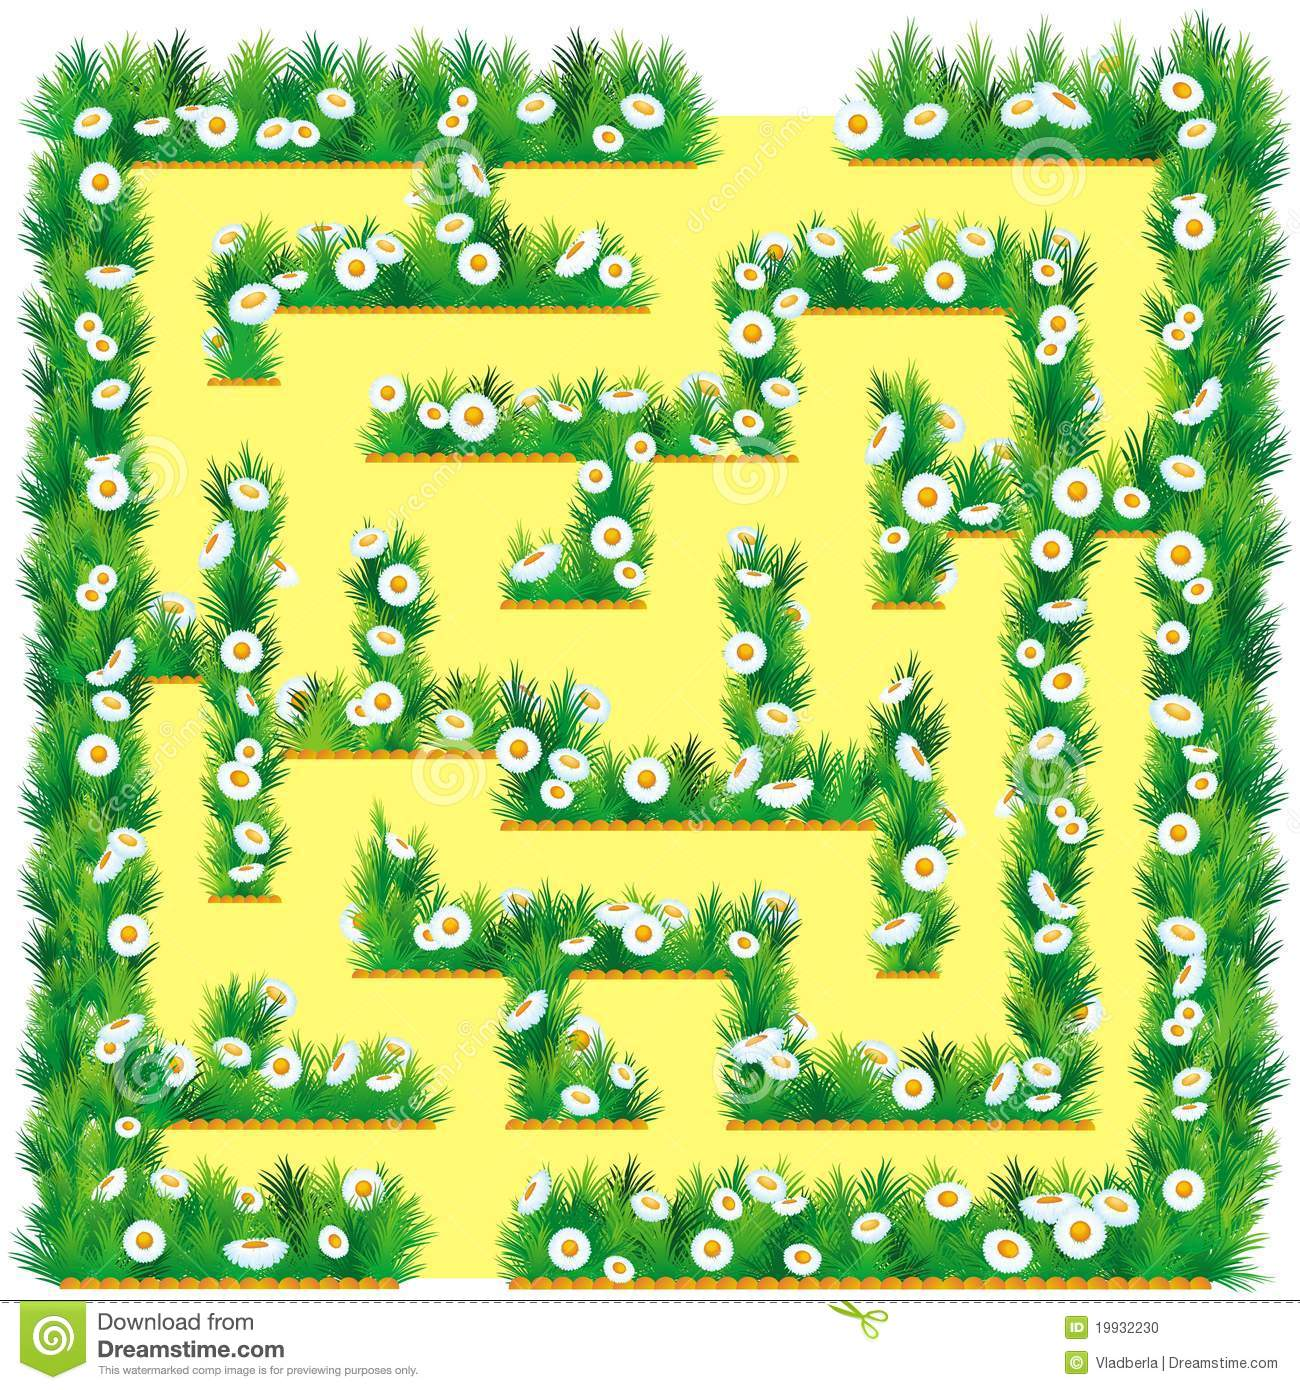 Download from
Dreamstime.com
This watermarked comp image is for previewing purposes only.
ID 19932230
© Vladberla | Dreamstime.com